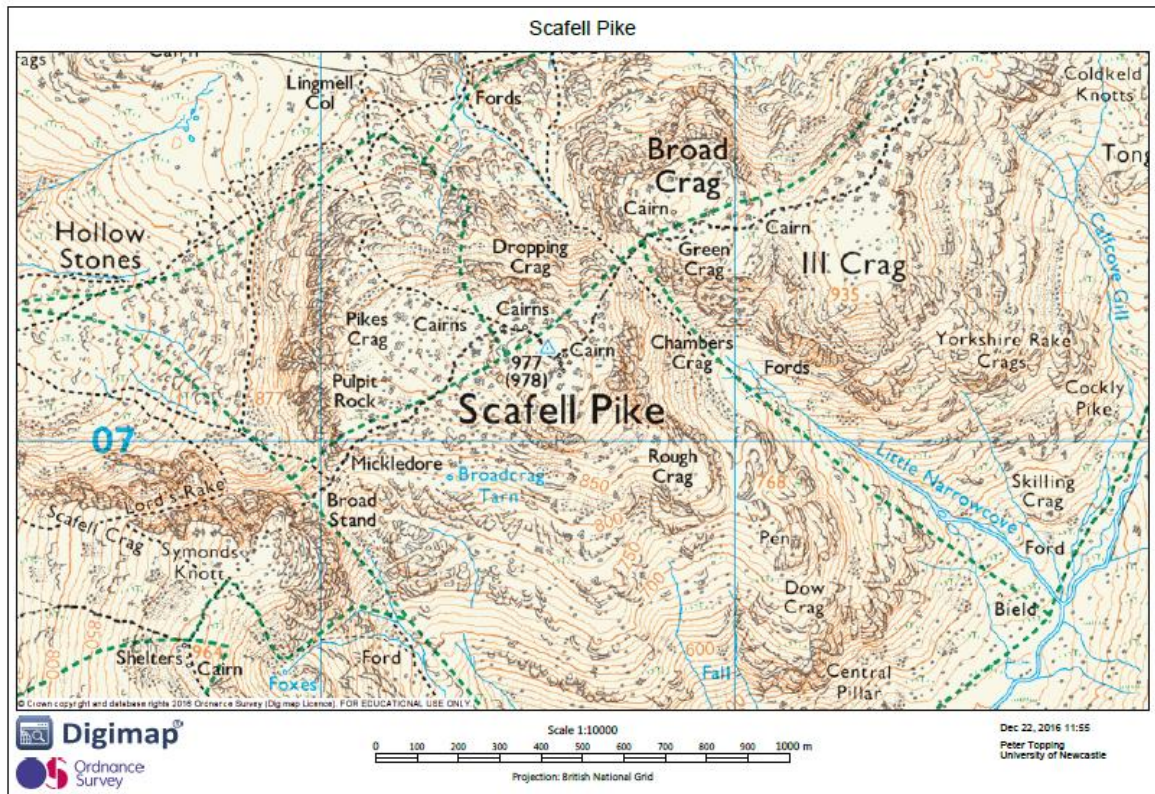 Scafell Pike
rags
Cairn
Lingmell
Col
Fords
Cairn
Coldkeld
Knotts
Broad
Crag
Cairn
Tong
Hollow
Stones
Dropping
Crag
Green
Crag
Cairn
Ill Crag
Calfcove Gill
935
Pikes
Crag
Cairns
Cairns
977
(978)
Cairn
Chambers
Crag
Fords
Yorkshire Rake
Crags
Pulpit
Rock
877
Scafell Pike
Cockly
Pike
07
Mickledore
Broadcrag
Tarn
850
Rough
Crag
768
Little Narrowcove
Skilling
Crag
Lord's Rake
Broad
Stand
800
750
700
Scafell Crag
Symonds
Knott
Pen
Ford
Dow
Crag
Bield
850
800
Shelters
964
Cairn
Foxes
Ford
600
Fall
Central
Pillar
© Crown copyright and database rights 2016 Ordnance Survey (Digimap Licence). FOR EDUCATIONAL USE ONLY.
Digimap®
Ordnance
Survey
Scale 1:10000
0 100 200 300 400 500 600 700 800 900 1000 m
Projection: British National Grid
Dec 22, 2016 11:55
Peter Topping
University of Newcastle